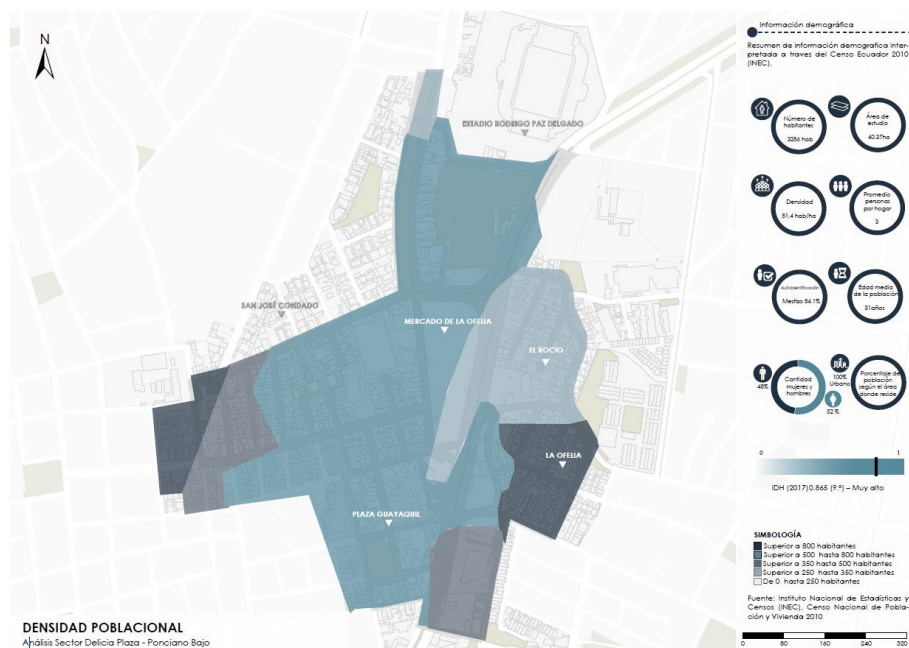 N
ESTADIO RODRIGO PAZ DELGADO
SAN JOSÉ CONDADO
MERCADO DE LA OFELIA
EL ROCIO
LA OFELIA
PLAZA GUAYAQUIL
DENSIDAD POBLACIONAL
Análisis Sector Delicia Plaza - Ponciano Bajo
Información demográfica
Resumen de información demografica inter-
pretada a traves del Censo Ecuador 2010
(INEC).
Número de
habitantes
3286 hab
Área de
estudio
40.37ha
Densidad
81,4 hab/ha
Promedio
personas
por hogar
3
Autoidentificación
Mestizo 84.1%
Edad media
de la población
31años
48%
Cantidad
mujeres y
hombres
100%
Urbano
52 %
Porcentaje de
población
según el área
donde reside
0 1
IDH (2017)0.865 (9.º) – Muy alto
SIMBOLOGÍA
Superior a 800 habitantes
Superior a 500 hasta 800 habitantes
Superior a 350 hasta 500 habitantes
Superior a 250 hasta 350 habitantes
De 0 hasta 250 habitantes
Fuente: Instituto Nacional de Estadísticas y
Censos (INEC), Censo Nacional de Pobla-
ción y Vivienda 2010
0 80 160 240 320